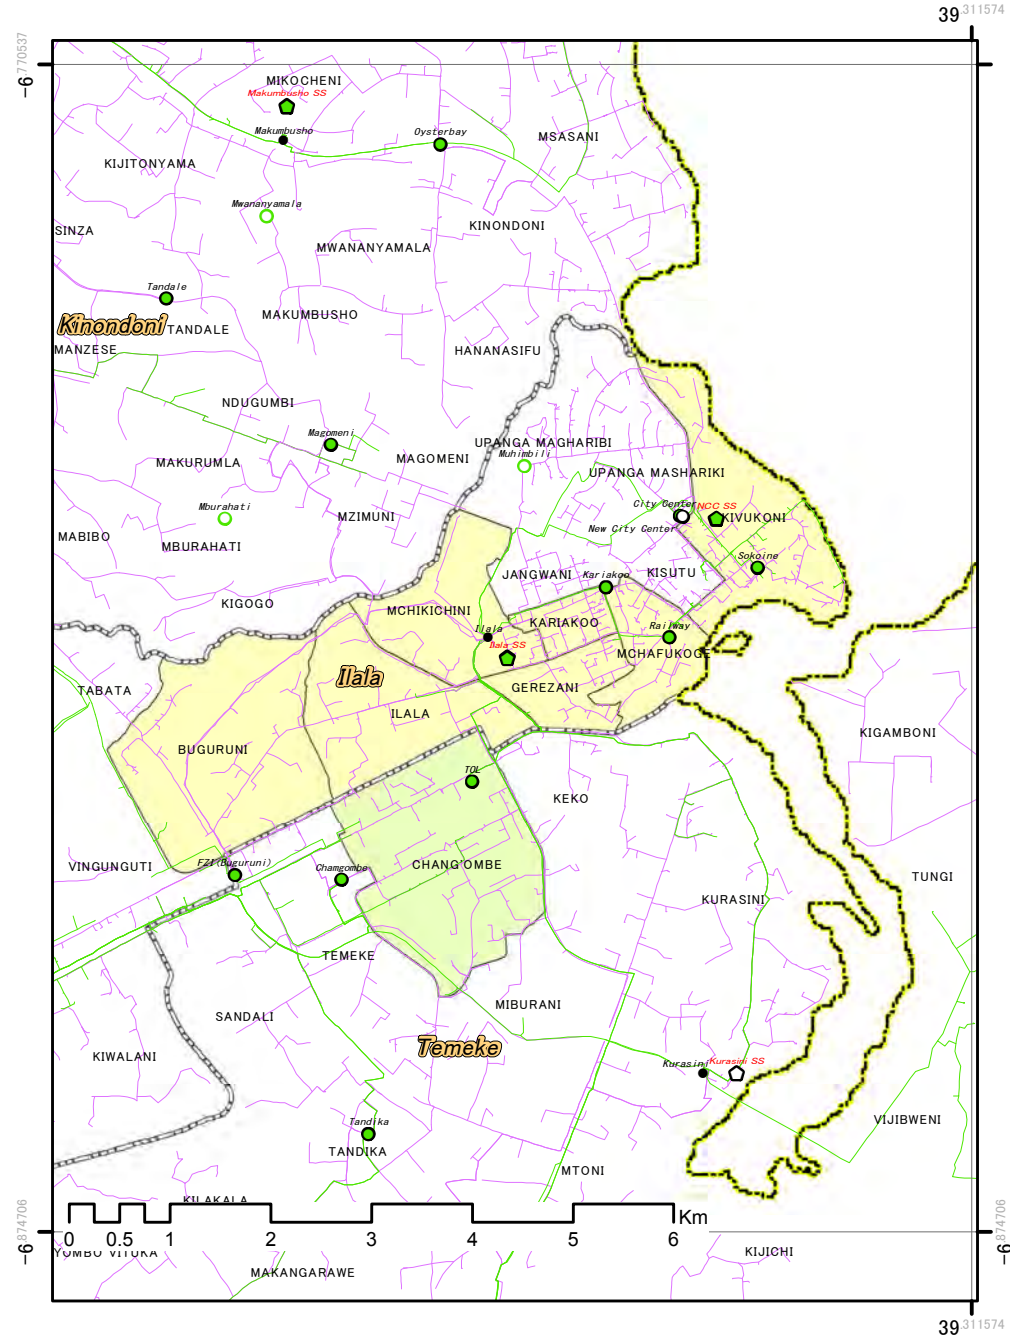 39.311574
-6.770537
MIKOCHENI
Makumbusho SS
Makumbusho
Oysterbay
MSASANI
KIJITONYAMA
Mwananyamala
SINZA
KINONDONI
MWANANYAMALA
Tandale
MAKUMBUSHO
Kinondoni
TANDALE
MANZESE
HANANASIFU
NDUGUMBI
Magomeni
UPANGA MAGHARIBI
Muhimbili
MAGOMENI
MAKURUMLA
UPANGA MASHARIKI
Mburahati
City Center
NCC SS
MZIMUNI
KIVUKONI
New City Center
MABIBO
MBURAHATI
Sokoine
JANGWANI
Kariakoo
KISUTU
KIGOGO
MCHIKICHINI
KARIAKOO
Ilala
Railway
Ilala SS
MCHAFUKOGE
Ilala
TABATA
GEREZANI
ILALA
KIGAMBONI
BUGURUNI
TOL
KEKO
VINGUNGUTI
FZI(Buguruni)
Chamgombe
CHANG'OMBE
TUNGI
KURASINI
TEMEKE
MIBURANI
SANDALI
Temeke
KIWALANI
Kurasini
Kurasini SS
Tandika
VIJIBWENI
TANDIKA
MTONI
KILAKALA
Km
0 0.5 1 2 3 4 5 6
-6.874706
-6.874706
YOMBO VITUKA
KIJICHI
MAKANGARAWE
39.311574